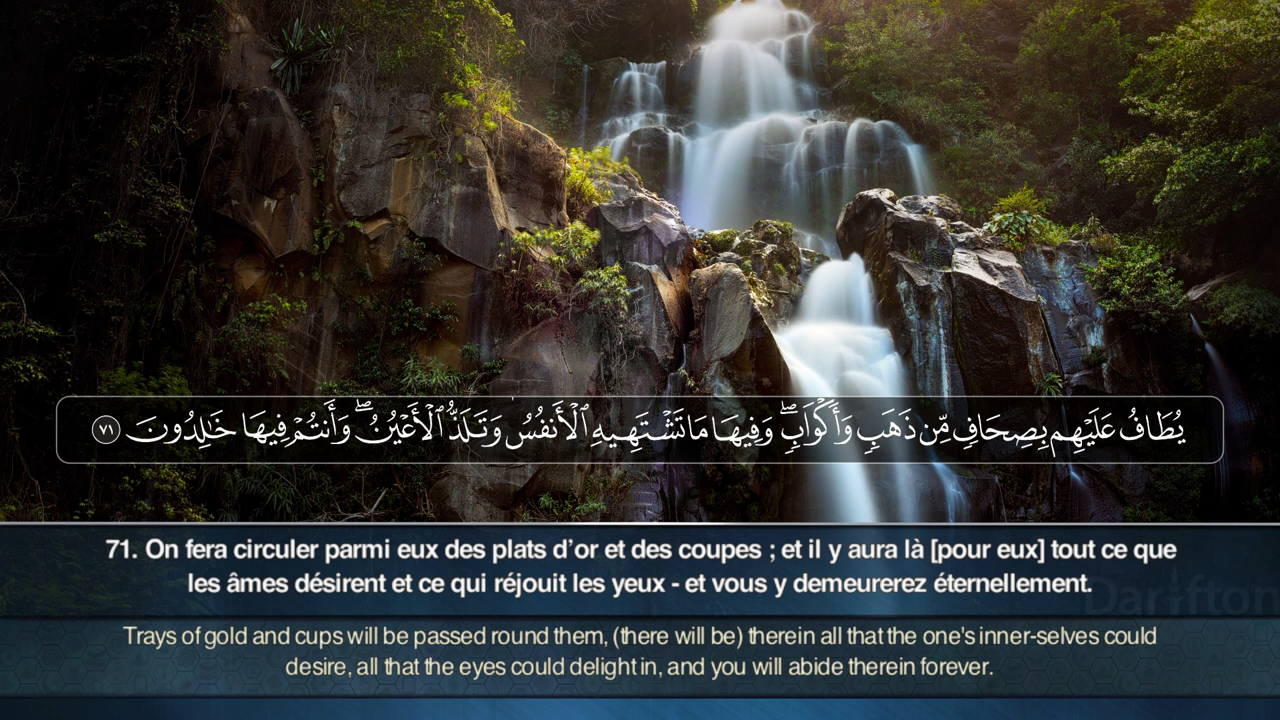 يُطَافُ عَلَيْهِم بِصِحَافٍ مِّن ذَهَبٍ وَأَكْوَابٍ ۖ وَفِيهَا مَا تَشْتَهِيهِ ٱلْأَنفُسُ وَتَلَذُّ ٱلْأَعْيُنُ ۖ وَأَنتُمْ فِيهَا خَـٰلِدُونَ ٧١
71. On fera circuler parmi eux des plats d’or et des coupes ; et il y aura là [pour eux] tout ce que
les âmes désirent et ce qui réjouit les yeux - et vous y demeurerez éternellement.
Trays of gold and cups will be passed round them, (there will be) therein all that the one's inner-selves could
desire, all that the eyes could delight in, and you will abide therein forever.